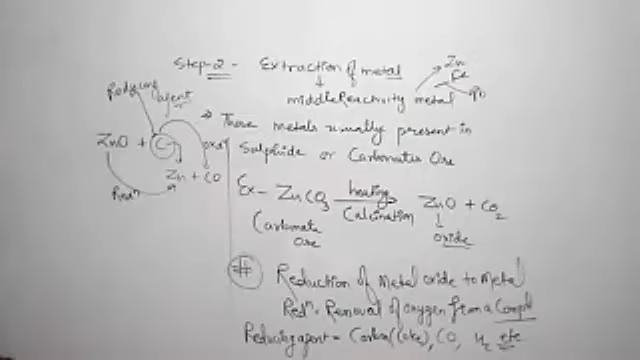 Step-2 - Extraction of metal
middle Reactivity metal
Zn
Fe
Pb
→ These metals usually present in
Sulphide or Carbonates Ore
Reducing
agent
ZnO + C
oxdn
Zn + CO
Redn
Ex- ZnCO3 heating Calcination ZnO + CO2
Carbonate
Ore
oxide
# Reduction of Metal oxide to Metal
Redn - Removal of oxygen from a Compd
Reducing agent = Carbon (Coke), CO, H2 etc